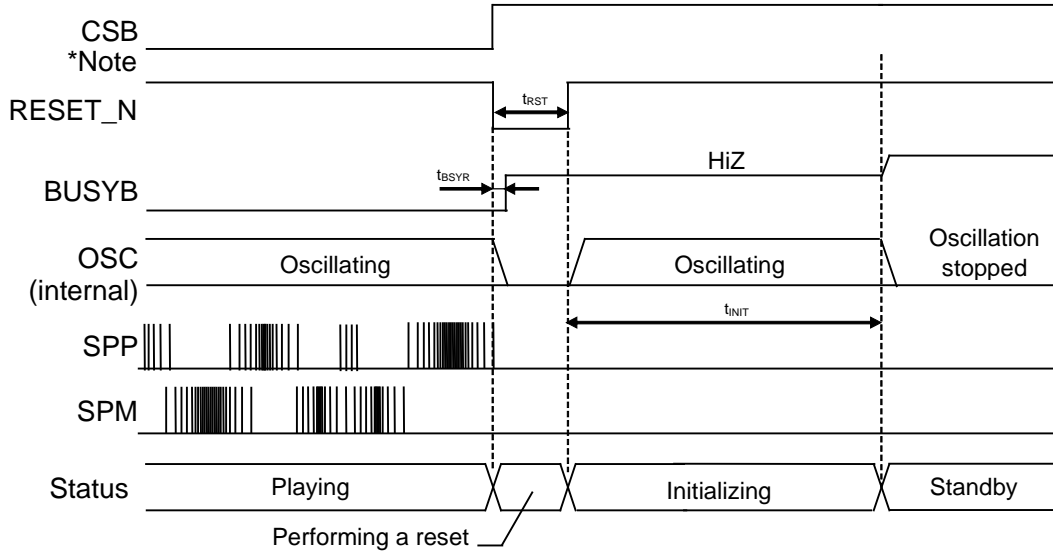 CSB
*Note
RESET_N
tRST
HiZ
BUSYB
tBSYR
OSC
(internal)
Oscillating
Oscillating
Oscillation
stopped
tINIT
SPP
SPM
Status
Playing
Initializing
Standby
Performing a reset